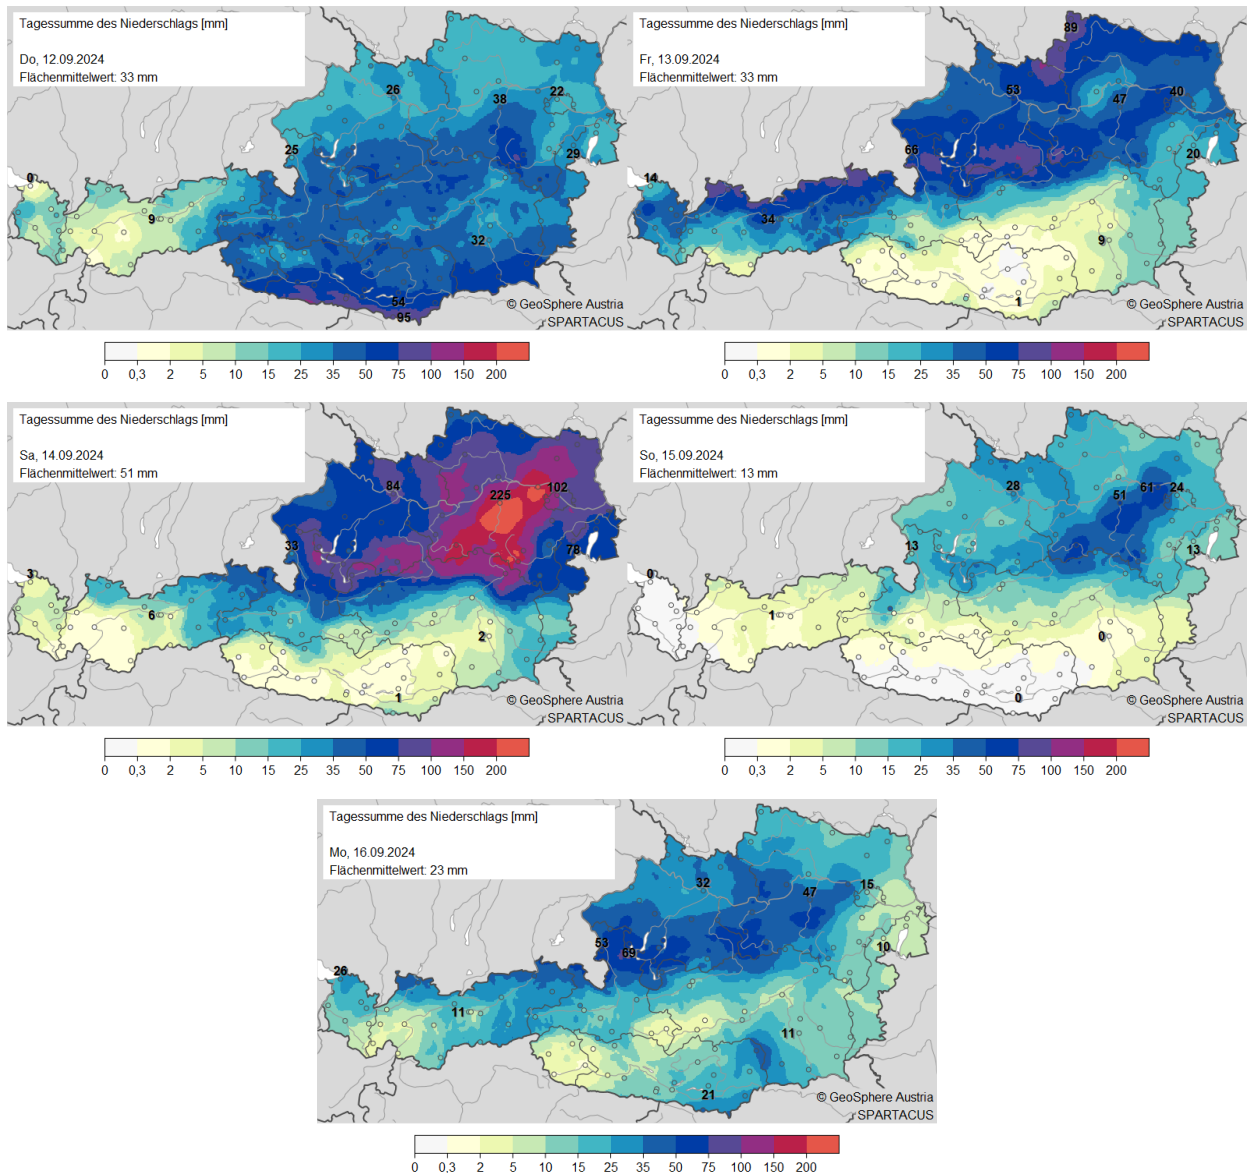 Tagessumme des Niederschlags [mm]
Do, 12.09.2024
Flächenmittelwert: 33 mm
26
38
22
25
29
0
9
32
54
95
© GeoSphere Austria
SPARTACUS
0 0,3 2 5 10 15 25 35 50 75 100 150 200
Tagessumme des Niederschlags [mm]
Fr, 13.09.2024
Flächenmittelwert: 33 mm
89
53
47
40
66
20
14
34
9
1
© GeoSphere Austria
SPARTACUS
0 0,3 2 5 10 15 25 35 50 75 100 150 200
Tagessumme des Niederschlags [mm]
Sa, 14.09.2024
Flächenmittelwert: 51 mm
84
225
102
33
78
3
6
2
1
© GeoSphere Austria
SPARTACUS
0 0,3 2 5 10 15 25 35 50 75 100 150 200
Tagessumme des Niederschlags [mm]
So, 15.09.2024
Flächenmittelwert: 13 mm
28
51
61
24
13
13
0
1
0
0
© GeoSphere Austria
SPARTACUS
0 0,3 2 5 10 15 25 35 50 75 100 150 200
Tagessumme des Niederschlags [mm]
Mo, 16.09.2024
Flächenmittelwert: 23 mm
32
47
15
53
69
10
26
11
11
21
© GeoSphere Austria
SPARTACUS
0 0,3 2 5 10 15 25 35 50 75 100 150 200